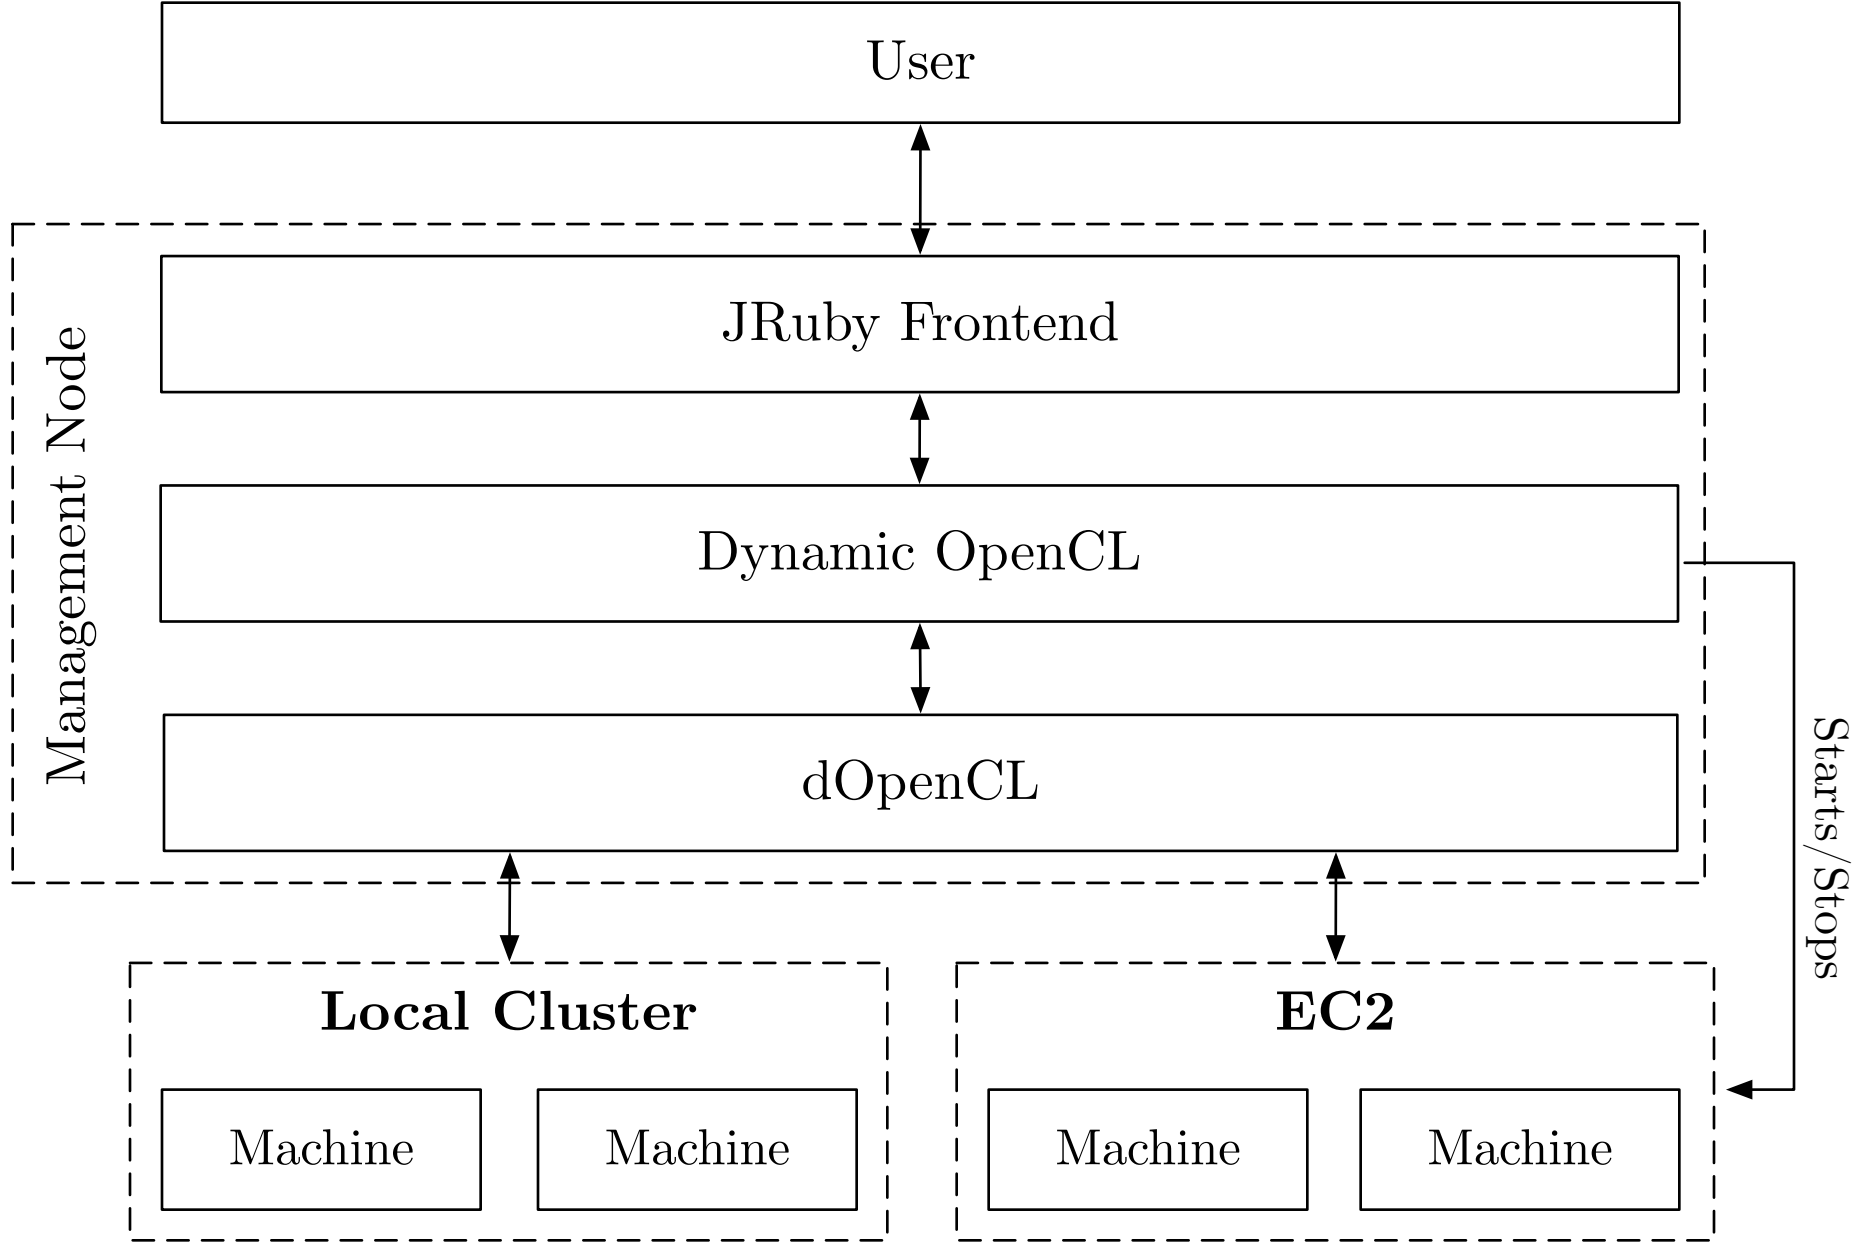 User
Management Node
JRuby Frontend
Dynamic OpenCL
dOpenCL
Starts/Stops
Local Cluster
Machine
Machine
EC2
Machine
Machine